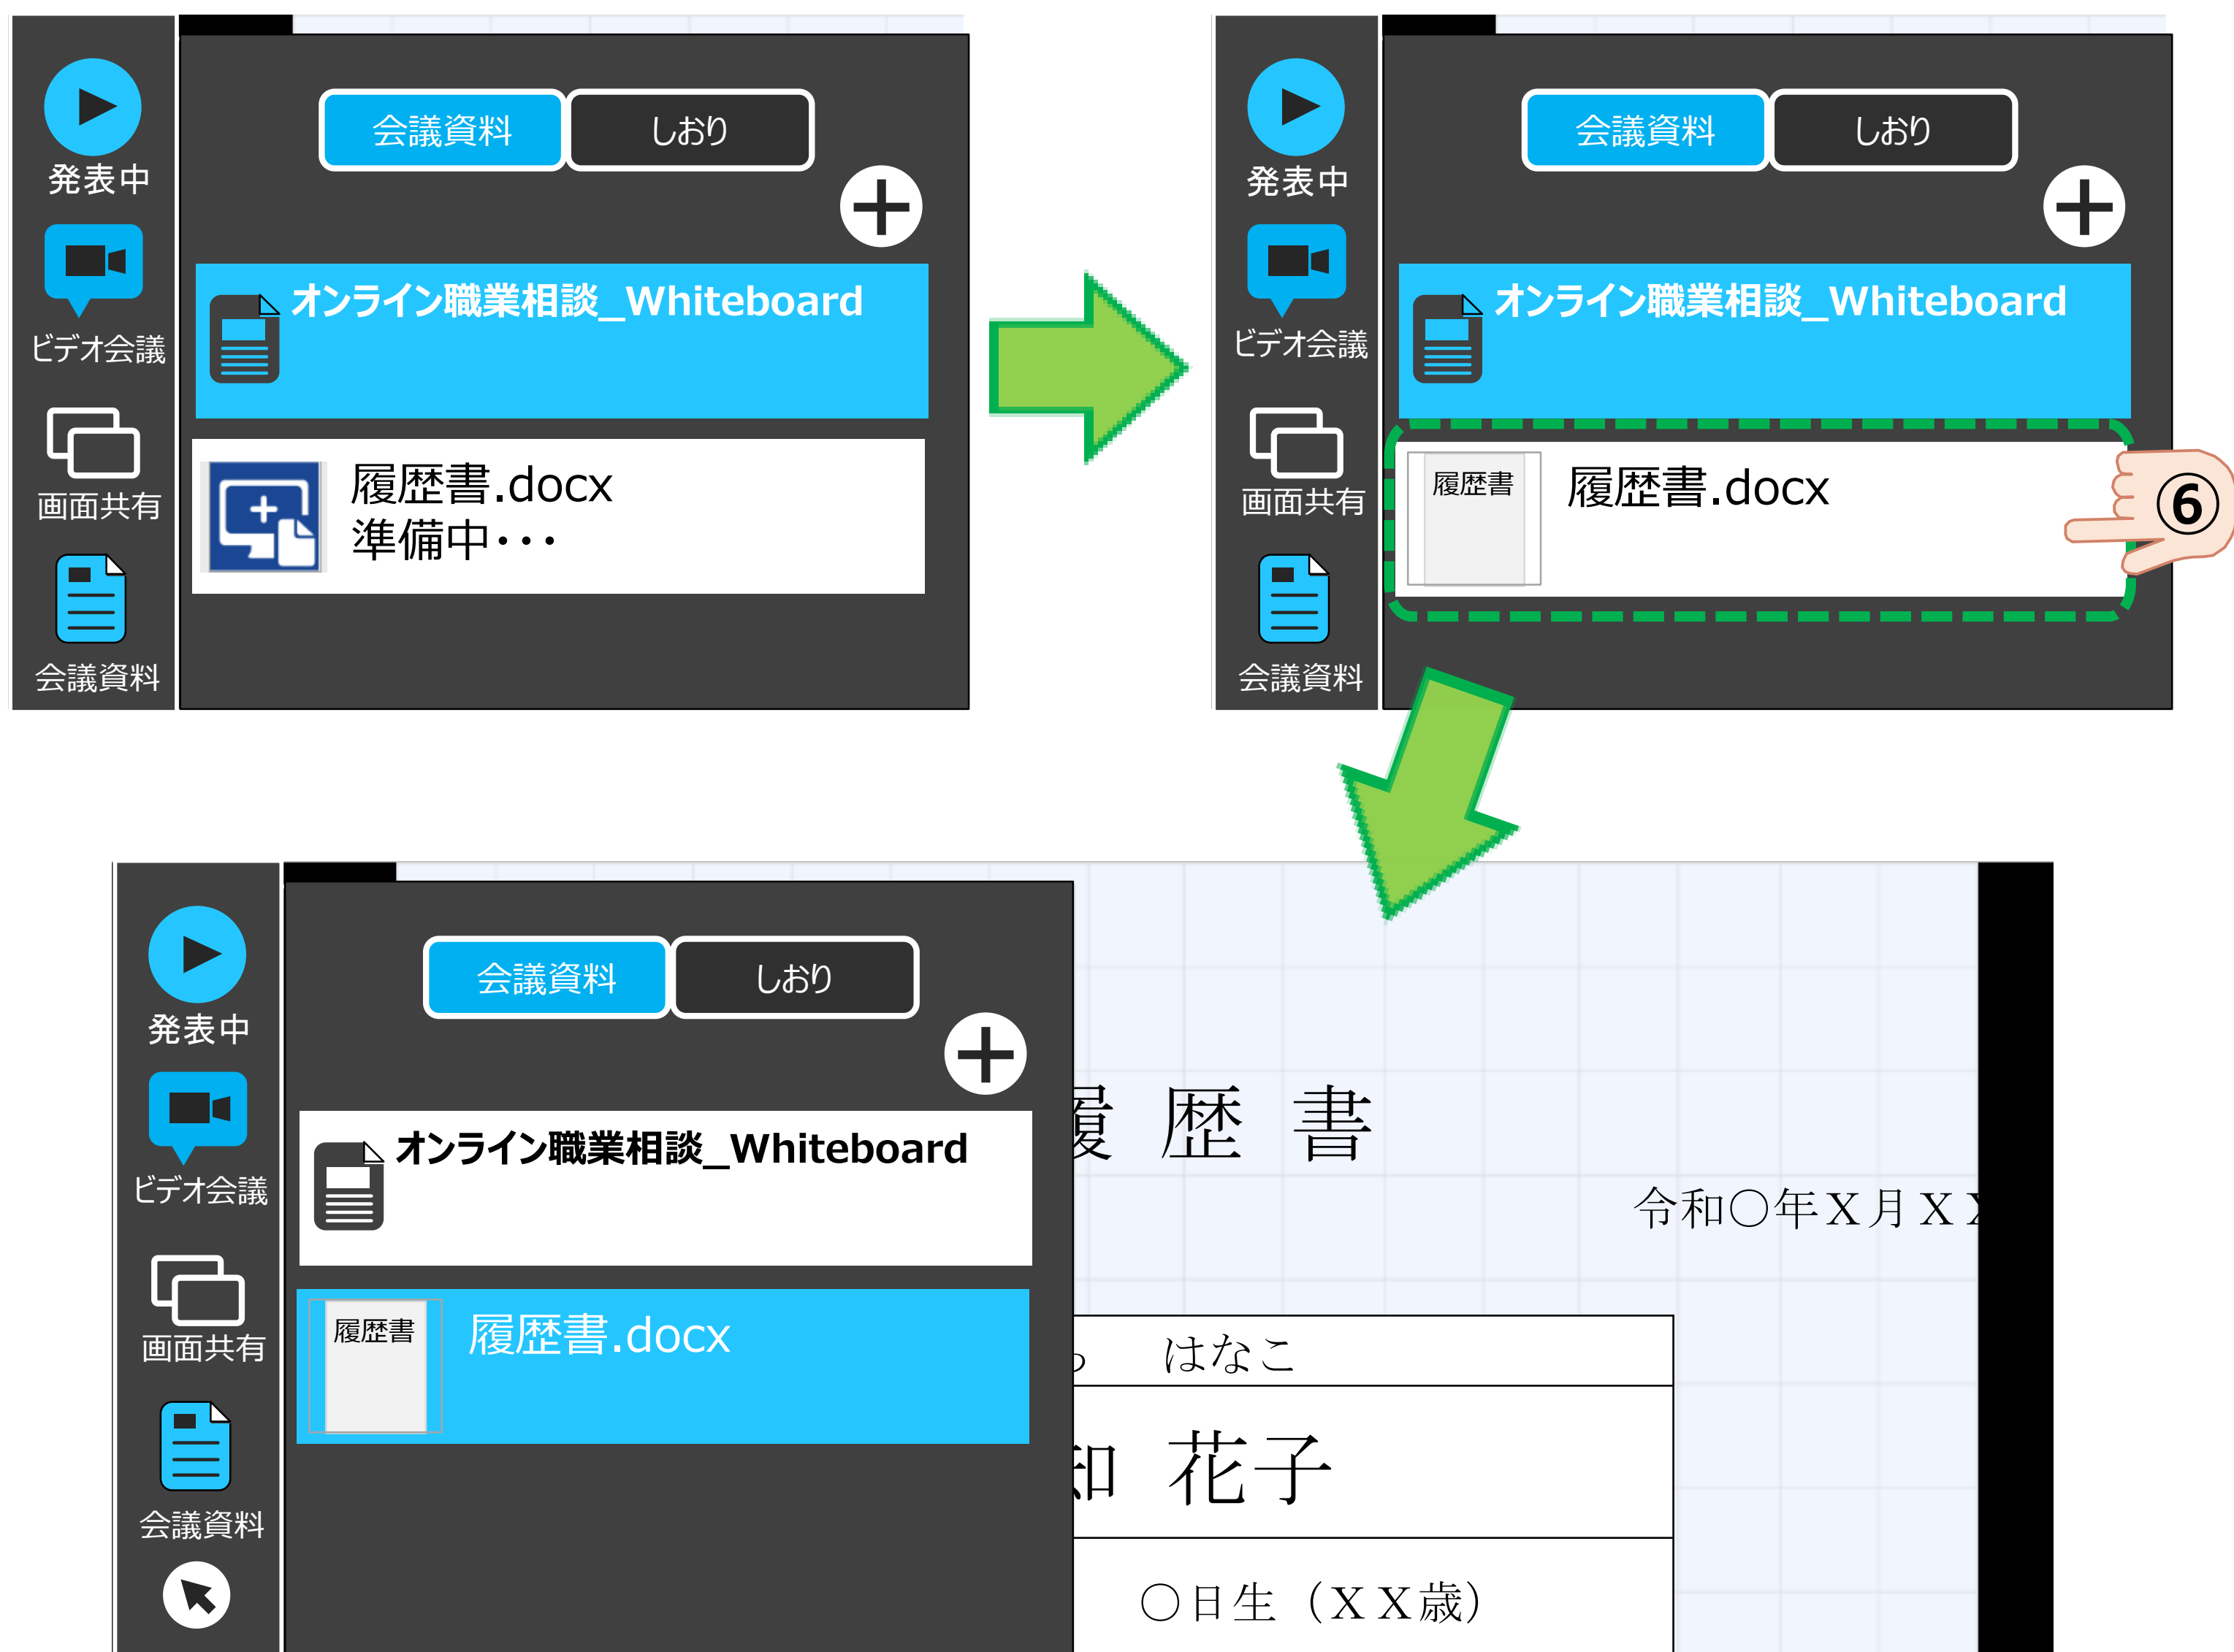 会議資料
しおり
発表中
オンライン職業相談_Whiteboard
ビデオ会議
履歴書.docx
準備中・・・
画面共有
会議資料
会議資料
しおり
発表中
オンライン職業相談_Whiteboard
ビデオ会議
履歴書
履歴書.docx
⑥
画面共有
会議資料
会議資料
しおり
発表中
オンライン職業相談_Whiteboard
ビデオ会議
履歴書
履歴書.docx
画面共有
会議資料
履 歴 書
令和○年X月X
はなこ
知 花子
○日生（XX歳）